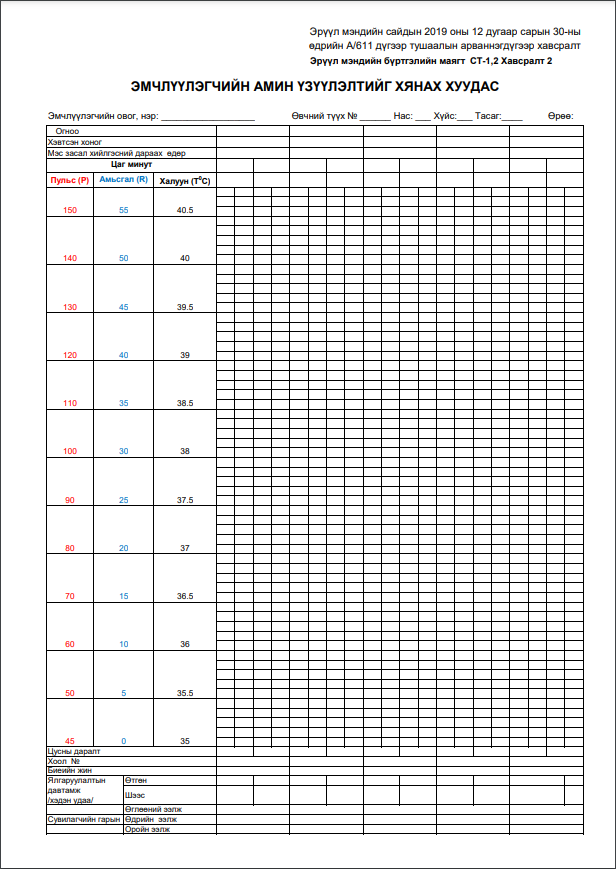 Эрүүл мэндийн сайдын 2019 оны 12 дугаар сарын 30-ны
өдрийн А/611 дүгээр тушаалын арваннэгдүгээр хавсралт
Эрүүл мэндийн бүртгэлийн маягт СТ-1,2 Хавсралт 2
ЭМЧЛҮҮЛЭГЧИЙН АМИН ҮЗҮҮЛЭЛТИЙГ ХЯНАХ ХУУДАС
Эмчлүүлэгчийн овог, нэр: ___________________ Өвчний түүх № ______ Нас: ___ Хүйс:___ Тасаг:____ Өрөө:
Огноо
Хэвтсэн хоног
Мэс засал хийлгэсний дараах өдөр
Цаг минут
Пульс (Р) Амьсгал (R) Халуун (Т⁰С)
150 55 40.5
140 50 40
130 45 39.5
120 40 39
110 35 38.5
100 30 38
90 25 37.5
80 20 37
70 15 36.5
60 10 36
50 5 35.5
45 0 35
Цусны даралт
Хоол №
Биеийн жин
Ялгаруулалтын
давтамж
/хэдэн удаа/
Өтгөн
Шээс
Сувилагчийн гарын
Өглөөний ээлж
Өдрийн ээлж
Оройн ээлж